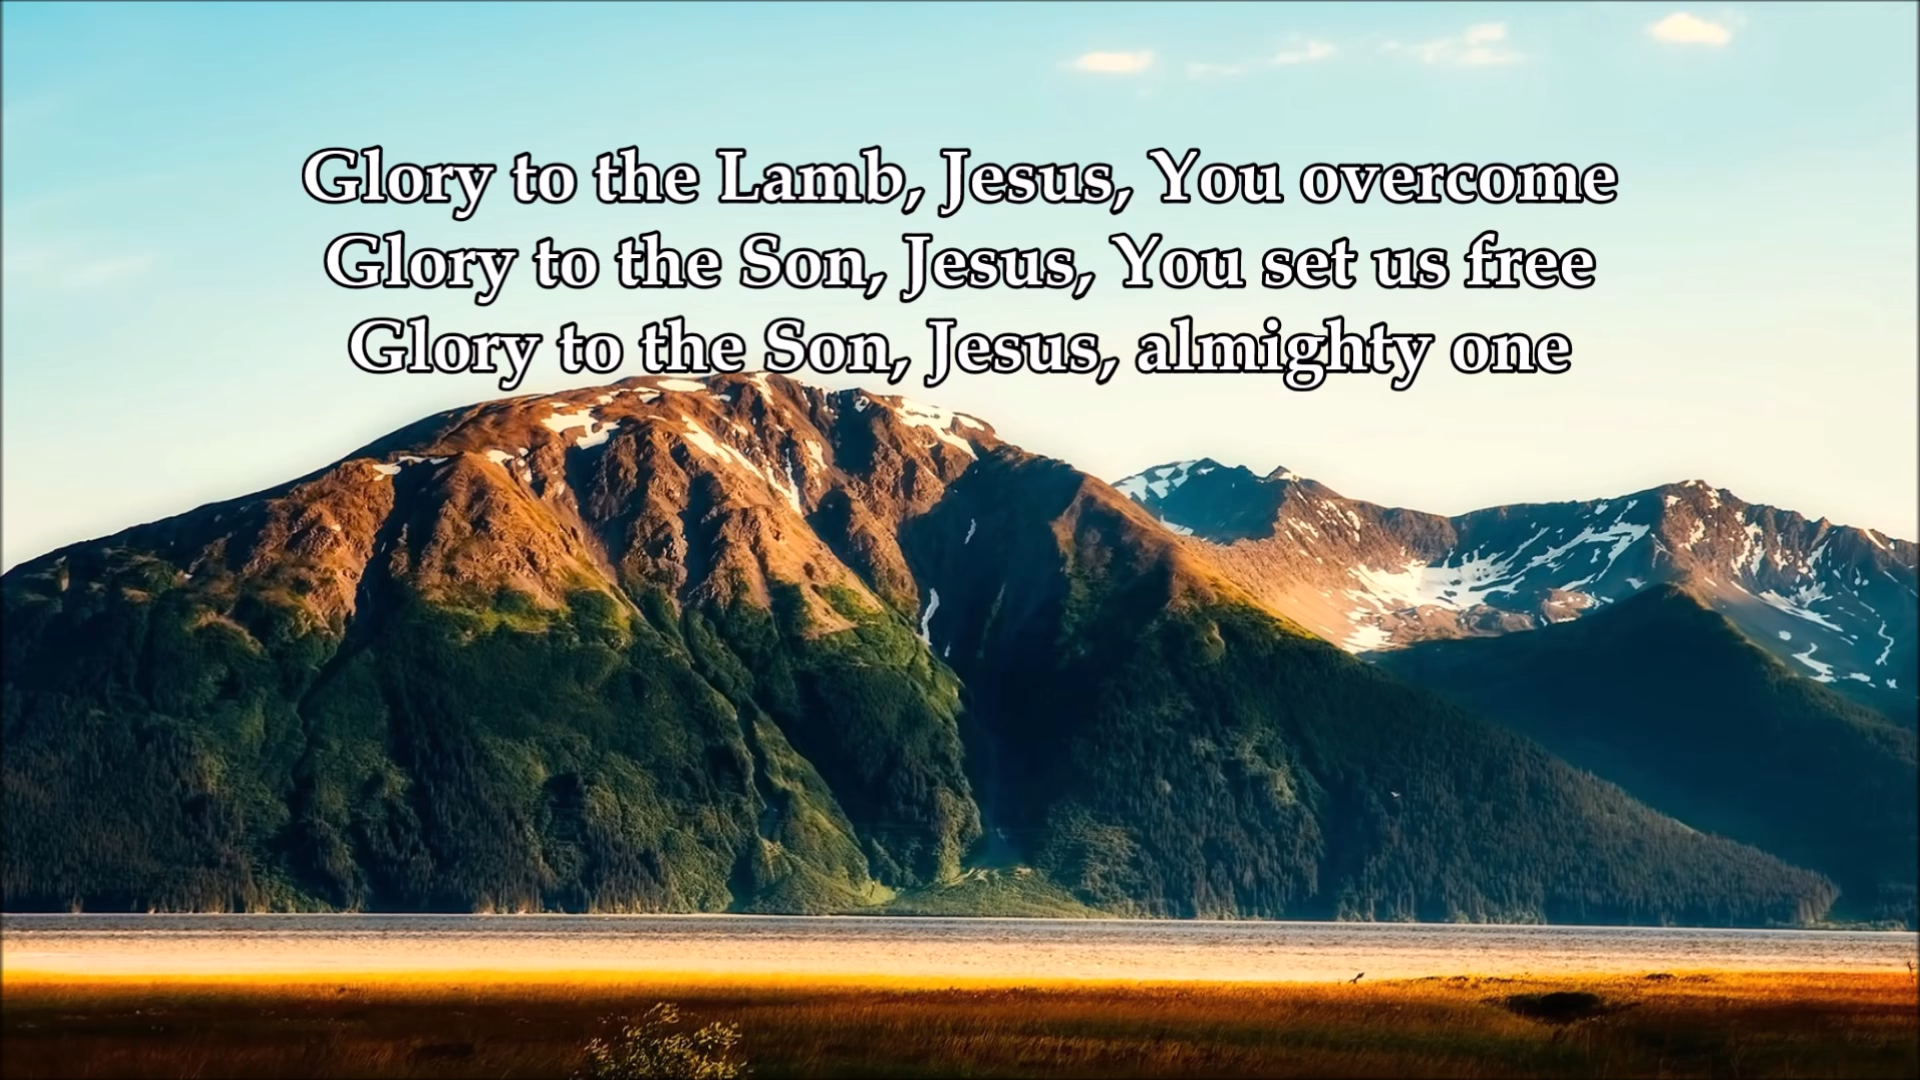 Glory to the Lamb, Jesus, You overcome
Glory to the Son, Jesus, You set us free
Glory to the Son, Jesus, almighty one